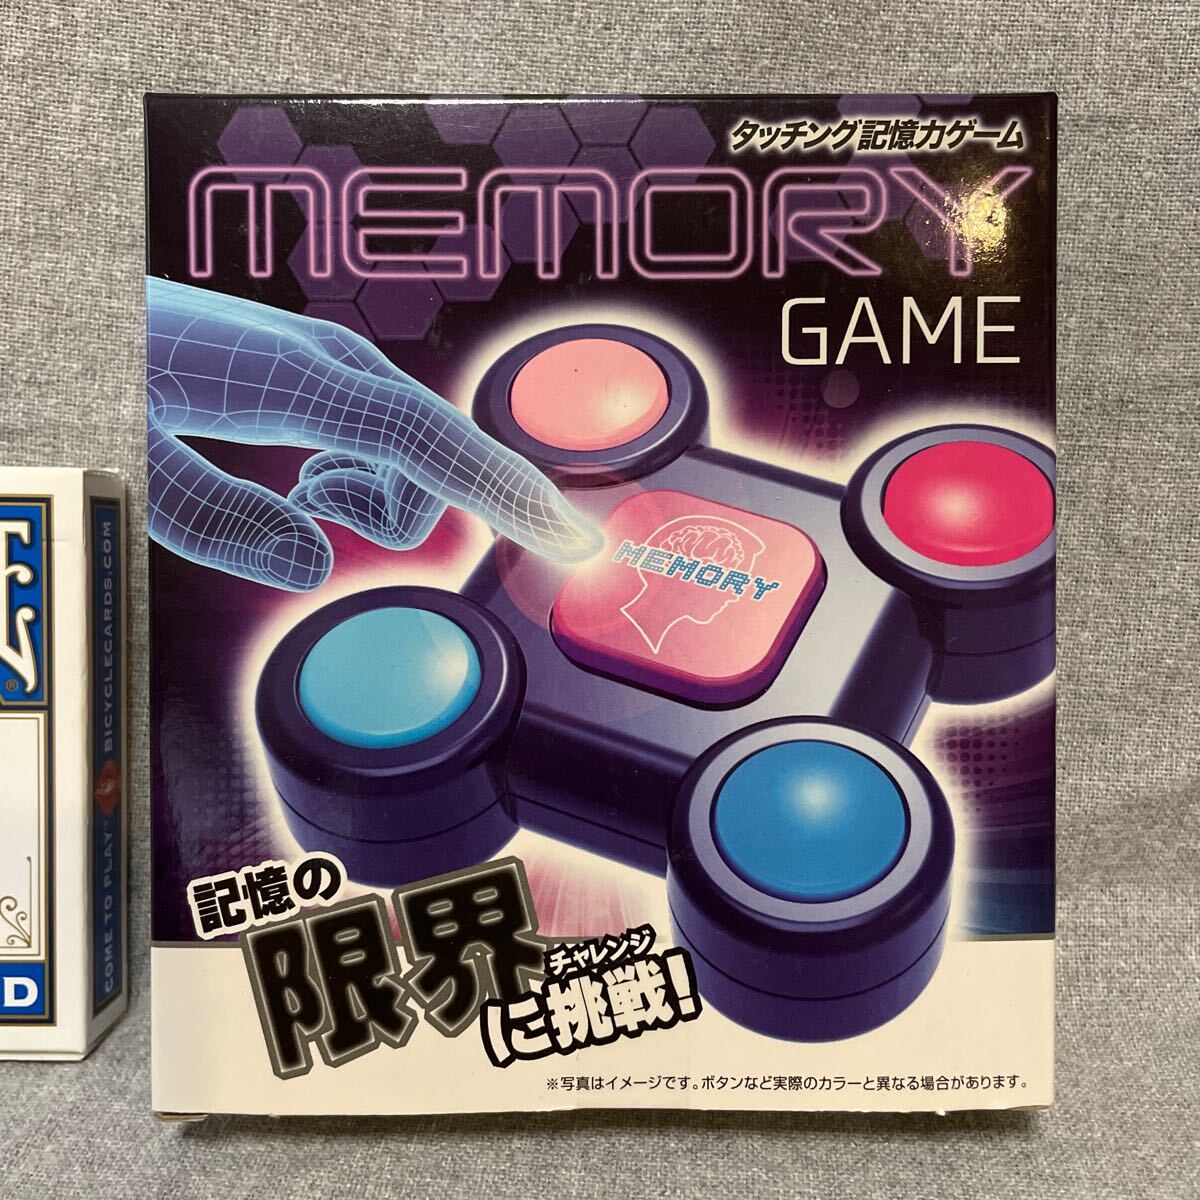 タッチング記憶力ゲーム
MEMORY
GAME
MEMORY
記憶の
限界
チャレンジ
に挑戦!
※写真はイメージです。ボタンなど実際のカラーと異なる場合があります。
COME TO PLAY™ BICYCLECARDS.COM
®
D